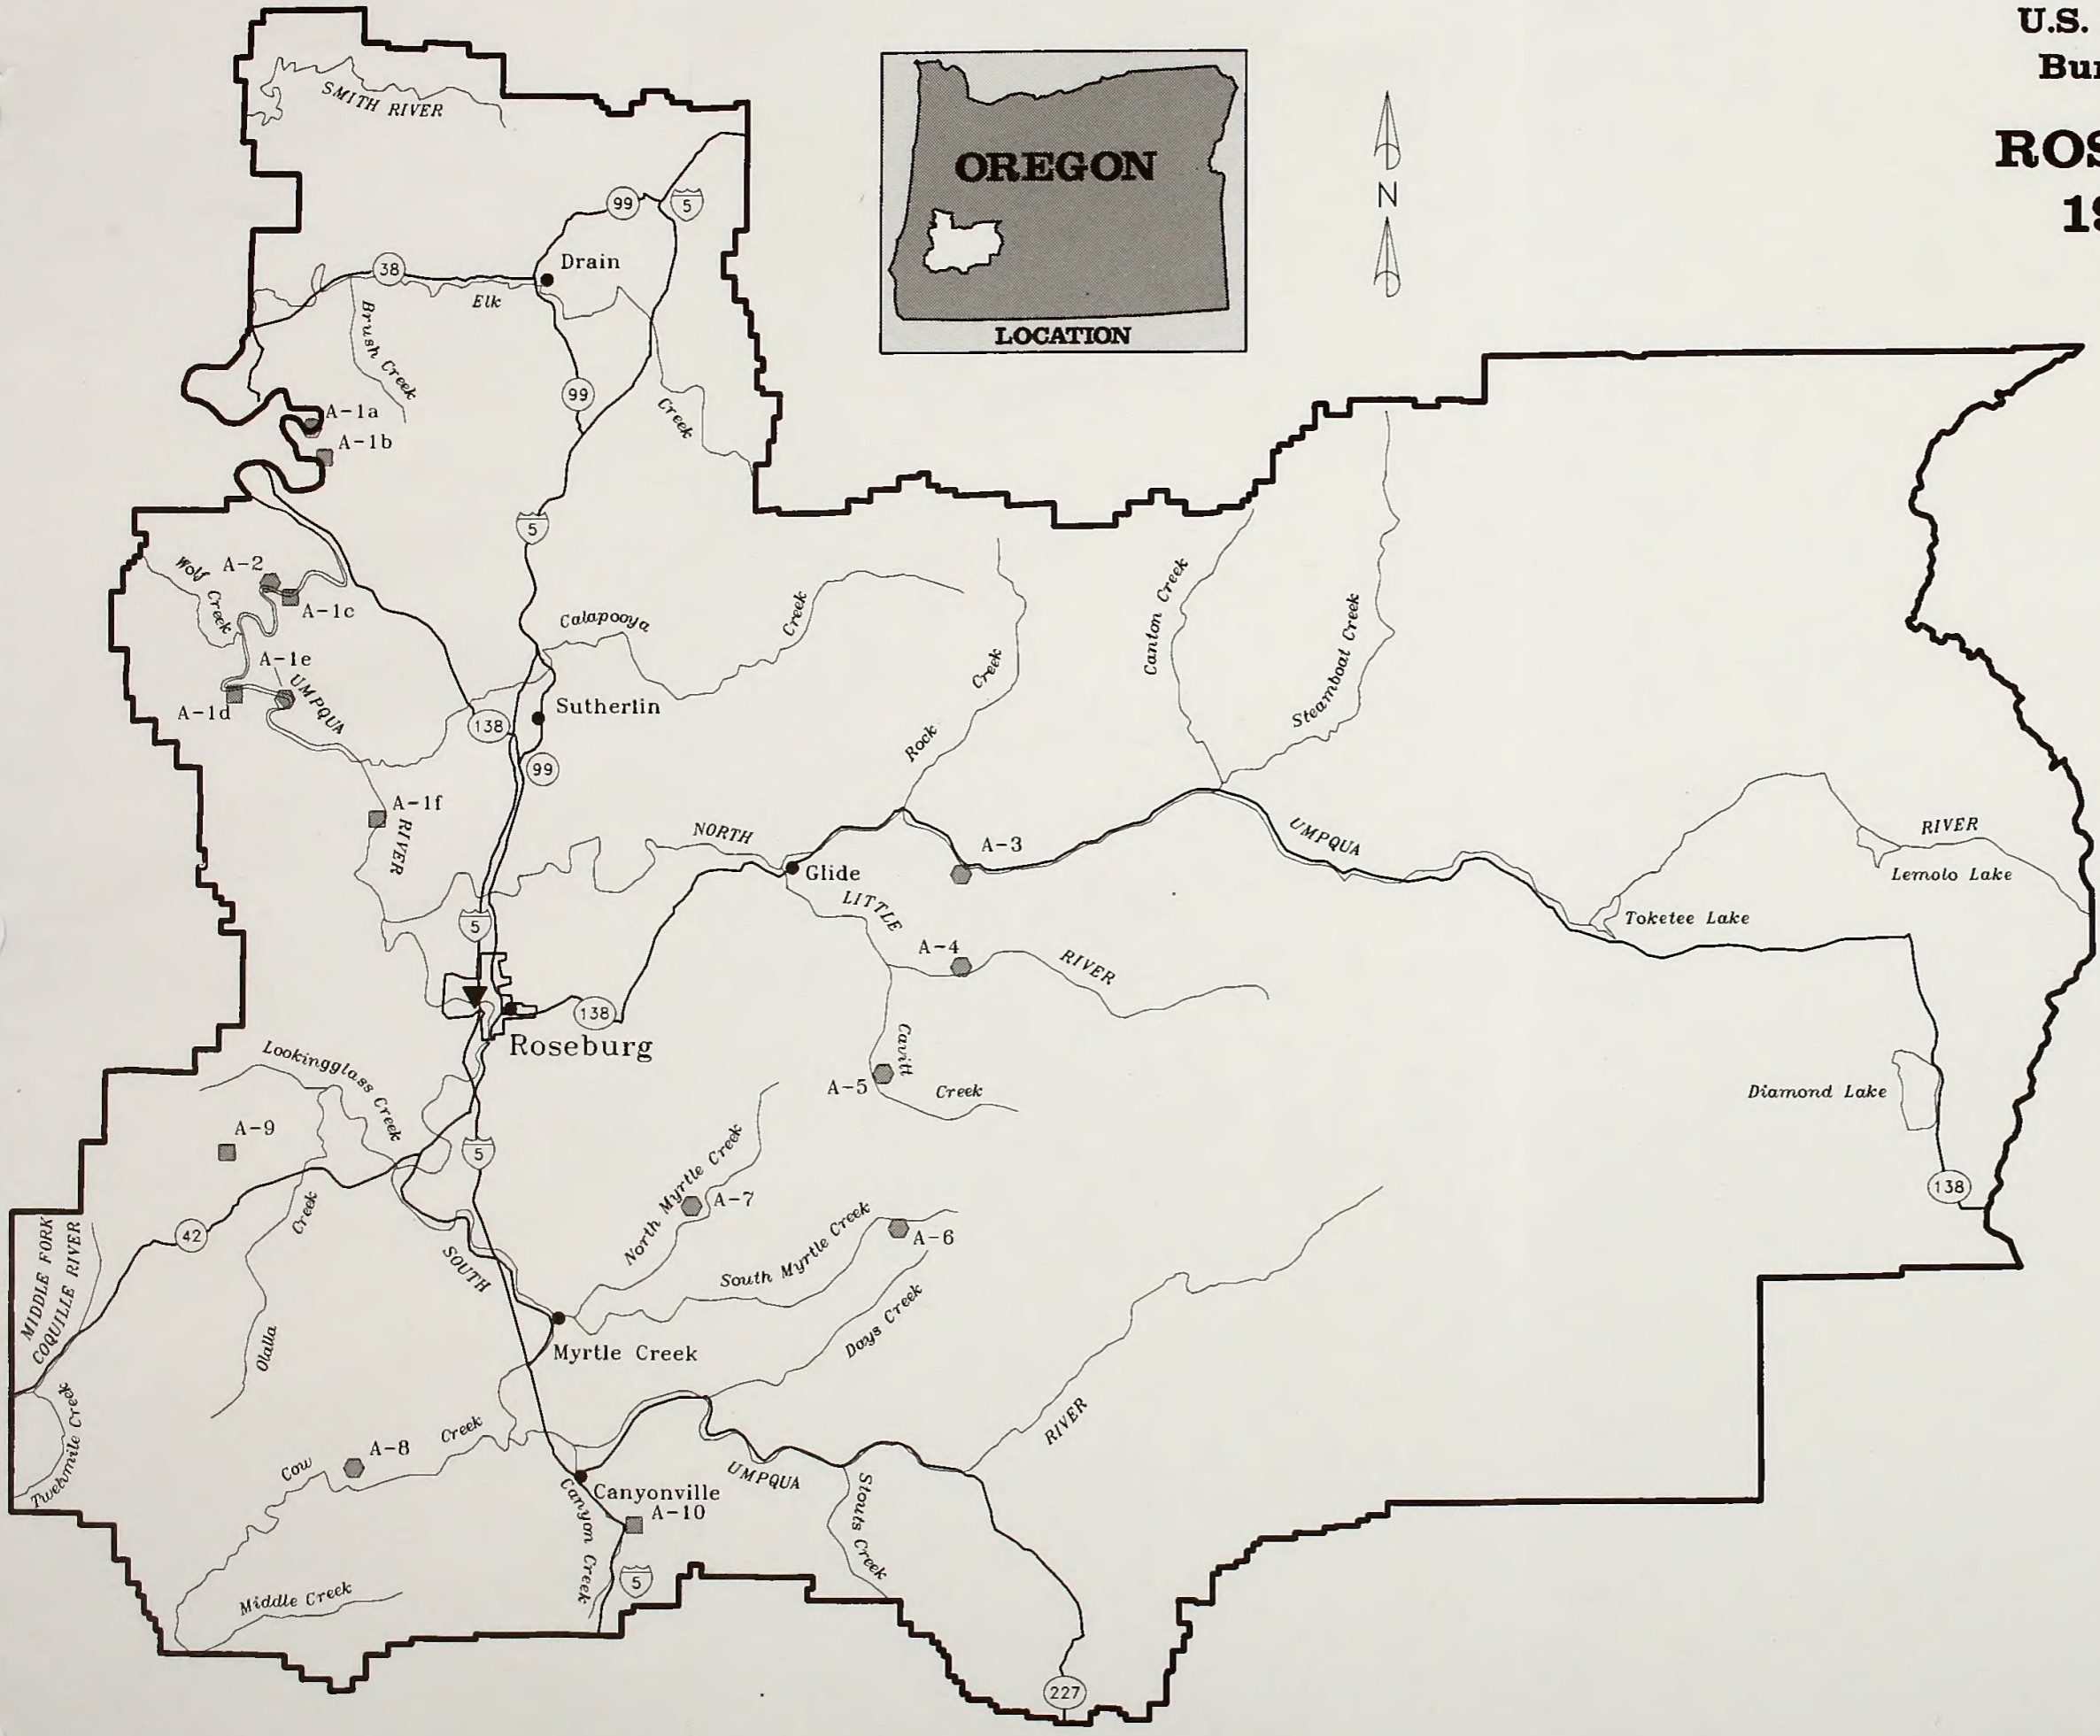 U.S.
Bur
ROS
19
OREGON
LOCATION
N
SMITH RIVER
99
5
38
Drain
Elk
Brush Creek
99
Creek
A-1a
A-1b
5
Wolf Creek
A-2
A-1c
Calapooya
Creek
Canton Creek
Steamboat Creek
A-1e
A-1d
UMPQUA
Sutherlin
138
99
Creek
Rock
A-1f
RIVER
NORTH
Glide
A-3
UMPQUA
RIVER
Lemolo Lake
LITTLE
Toketee Lake
5
A-4
RIVER
138
Roseburg
Lookingglass Creek
Cavitt
A-5
Creek
Diamond Lake
A-9
5
North Myrtle Creek
A-7
138
Creek
42
MIDDLE FORK
COQUILLE RIVER
SOUTH
South Myrtle Creek
A-6
Days Creek
Olalla
Myrtle Creek
Twelvmile Creek
Cow
A-8
Creek
RIVER
UMPQUA
Canyonville
A-10
Canyon Creek
Stouts Creek
5
Middle Creek
227